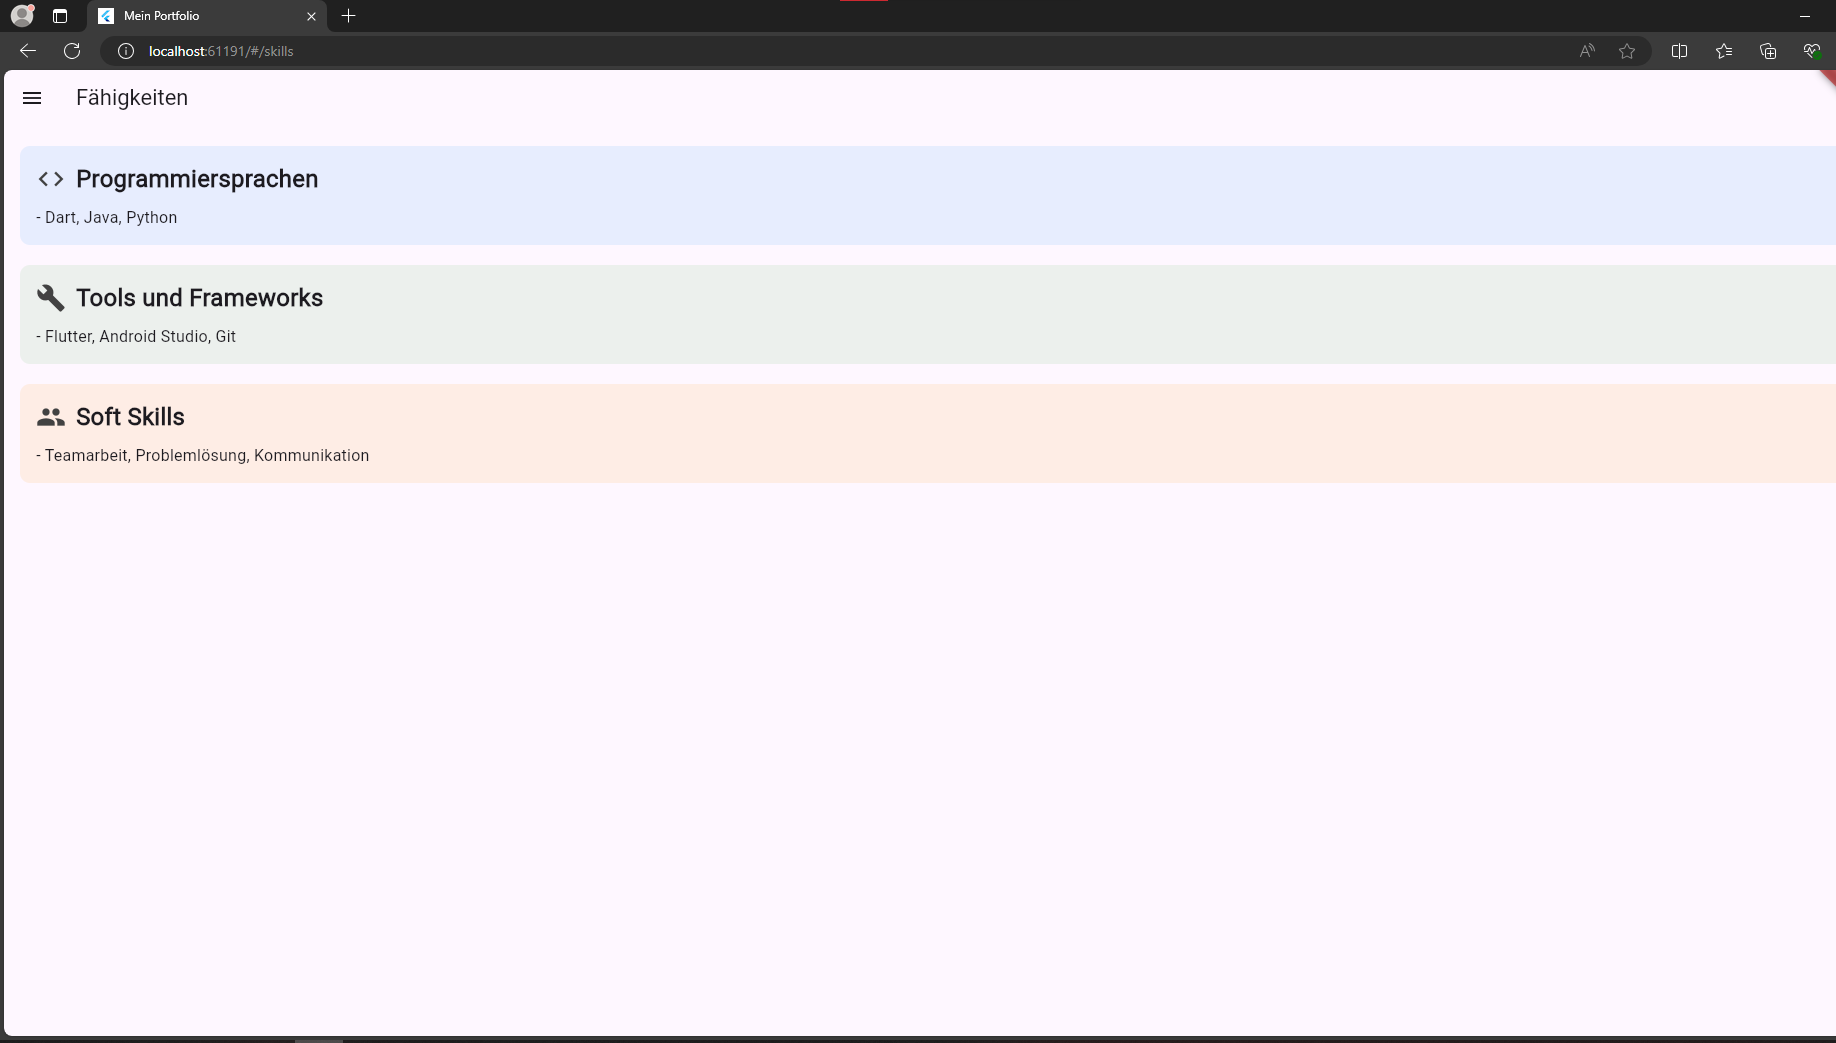 Mein Portfolio
localhost:61191/#/skills
Fähigkeiten
Programmiersprachen
- Dart, Java, Python
Tools und Frameworks
- Flutter, Android Studio, Git
Soft Skills
- Teamarbeit, Problemlösung, Kommunikation